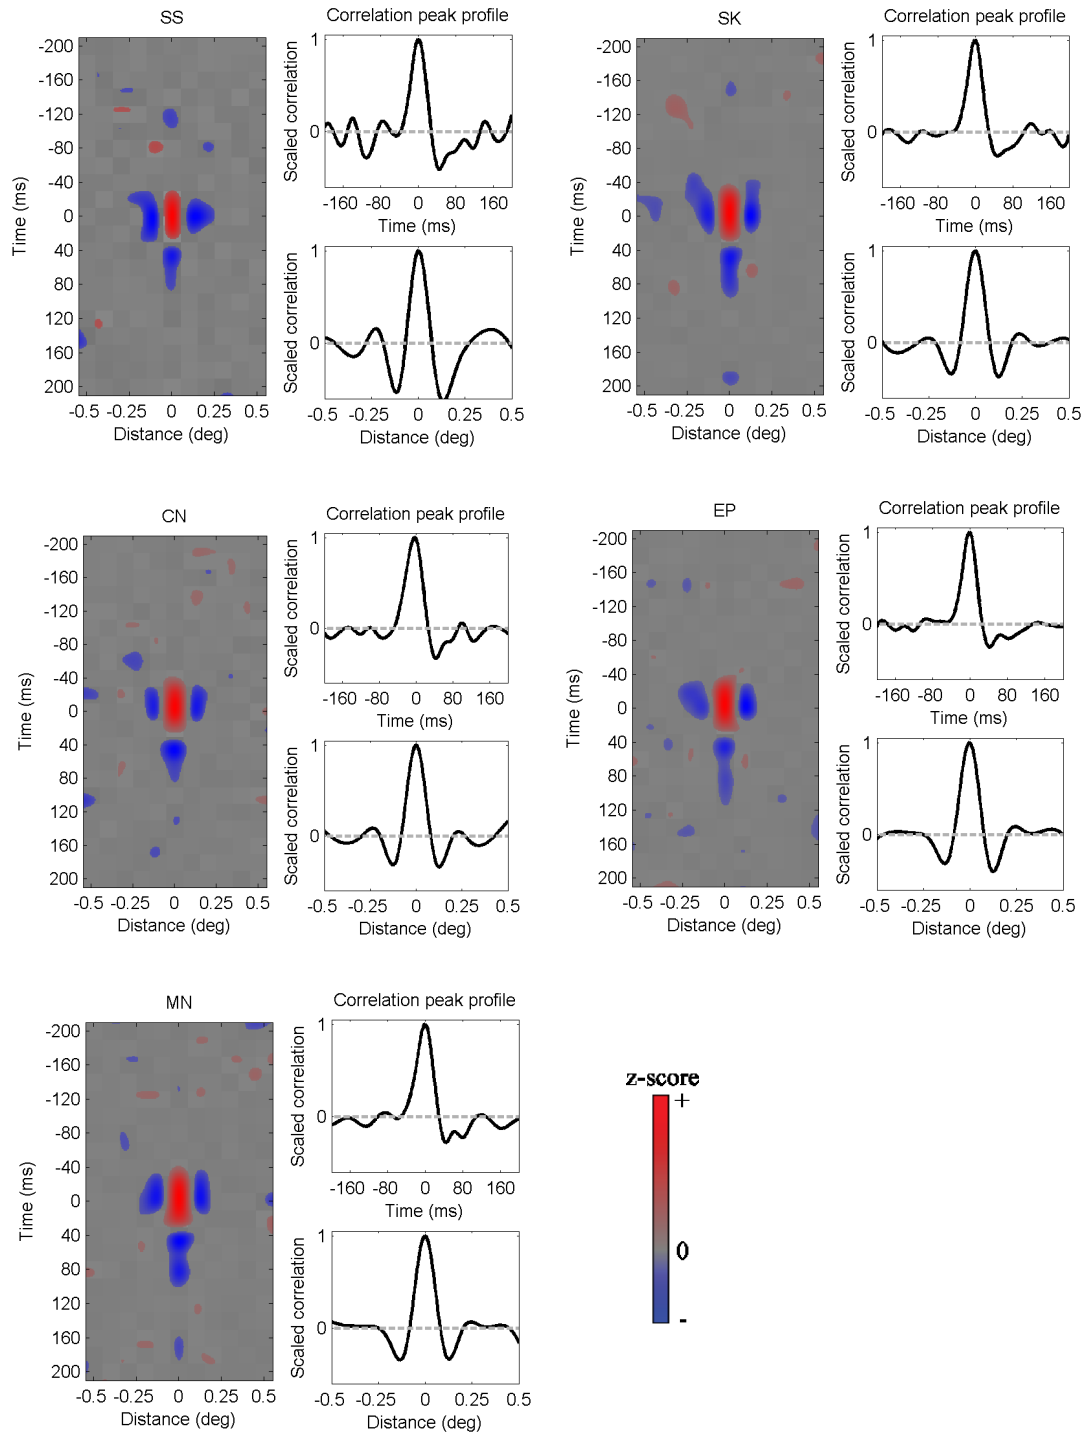 SS
Time (ms)
-200
-160
-120
-80
-40
0
40
80
120
160
200
-0.5 -0.25 0 0.25 0.5
Distance (deg)
Correlation peak profile
Scaled correlation
1
0
-160 -80 0 80 160
Time (ms)
Scaled correlation
1
0
-0.5 -0.25 0 0.25 0.5
Distance (deg)
SK
Time (ms)
-200
-160
-120
-80
-40
0
40
80
120
160
200
-0.5 -0.25 0 0.25 0.5
Distance (deg)
Correlation peak profile
Scaled correlation
1
0
-160 -80 0 80 160
Time (ms)
Scaled correlation
1
0
-0.5 -0.25 0 0.25 0.5
Distance (deg)
CN
Time (ms)
-200
-160
-120
-80
-40
0
40
80
120
160
200
-0.5 -0.25 0 0.25 0.5
Distance (deg)
Correlation peak profile
Scaled correlation
1
0
-160 -80 0 80 160
Time (ms)
Scaled correlation
1
0
-0.5 -0.25 0 0.25 0.5
Distance (deg)
EP
Time (ms)
-200
-160
-120
-80
-40
0
40
80
120
160
200
-0.5 -0.25 0 0.25 0.5
Distance (deg)
Correlation peak profile
Scaled correlation
1
0
-160 -80 0 80 160
Time (ms)
Scaled correlation
1
0
-0.5 -0.25 0 0.25 0.5
Distance (deg)
MN
Time (ms)
-200
-160
-120
-80
-40
0
40
80
120
160
200
-0.5 -0.25 0 0.25 0.5
Distance (deg)
Correlation peak profile
Scaled correlation
1
0
-160 -80 0 80 160
Time (ms)
Scaled correlation
1
0
-0.5 -0.25 0 0.25 0.5
Distance (deg)
z-score
+
0
-